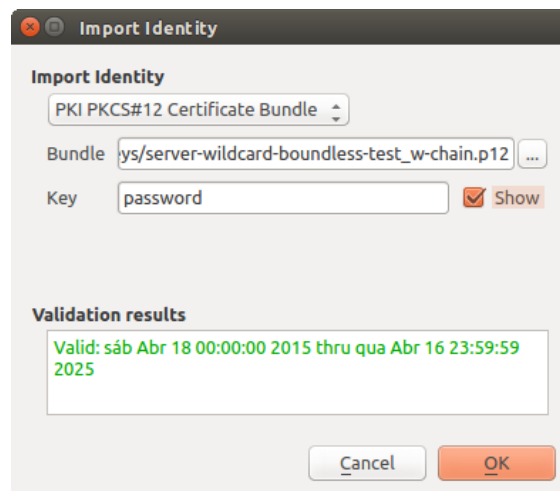 Import Identity
Import Identity
PKI PKCS#12 Certificate Bundle
Bundle ys/server-wildcard-boundless-test_w-chain.p12 ...
Key password Show
Validation results
Valid: sáb Abr 18 00:00:00 2015 thru qua Abr 16 23:59:59
2025
Cancel OK